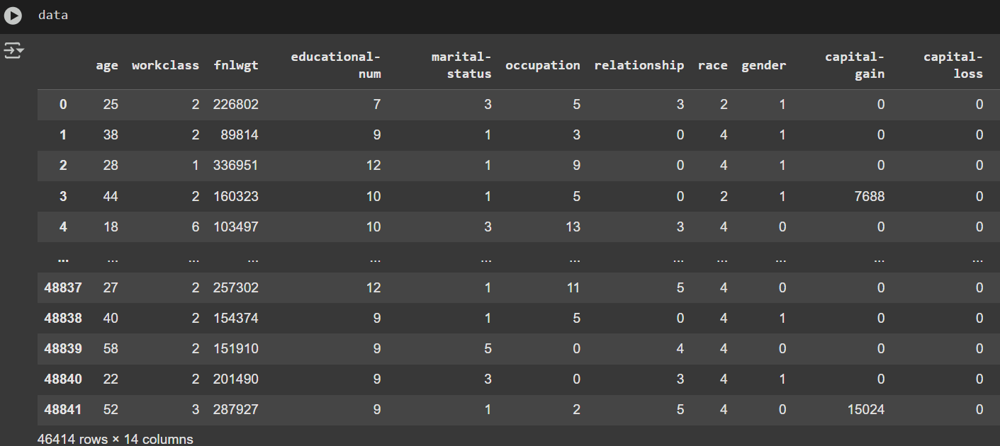 data
age workclass fnlwgt educational-num marital-status occupation relationship race gender capital-gain capital-loss
0 25 2 226802 7 3 5 3 2 1 0 0
1 38 2 89814 9 1 3 0 4 1 0 0
2 28 1 336951 12 1 9 0 4 1 0 0
3 44 2 160323 10 1 5 0 2 1 7688 0
4 18 6 103497 10 3 13 3 4 0 0 0
... ... ... ... ... ... ... ... ... ... ... ...
48837 27 2 257302 12 1 11 5 4 0 0 0
48838 40 2 154374 9 1 5 0 4 1 0 0
48839 58 2 151910 9 5 0 4 4 0 0 0
48840 22 2 201490 9 3 0 3 4 1 0 0
48841 52 3 287927 9 1 2 5 4 0 15024 0
46414 rows × 14 columns